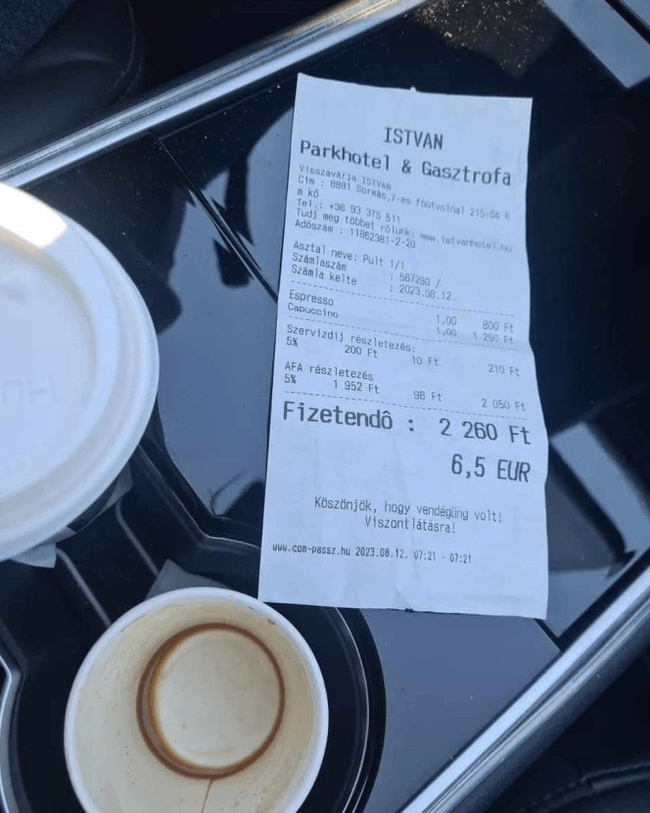 ISTVAN
Parkhotel & Gasztrofa
Visszavárja ISTVAN
Cím : 8881 Sormás,7-es főútvonal 215-ös k
m kő
Tel.: +36 93 375 511
Tudj meg többet rólunk: www.istvanhotel.hu
Adószám : 11862381-2-20
Asztal neve: Pult 1/1
Számlaszám : 587290 /
Számla kelte : 2023.08.12.
Espresso 1,00 800 Ft
Capuccino 1,00 1 250 Ft
Szervizdíj részletezés:
5% 200 Ft 10 Ft 210 Ft
ÁFA részletezés
5% 1 952 Ft 98 Ft 2 050 Ft
Fizetendô : 2 260 Ft
6,5 EUR
Köszönjök, hogy vendégüng volt!
Viszontlátásra!
www.com-passz.hu 2023.08.12. 07:21 - 07:21